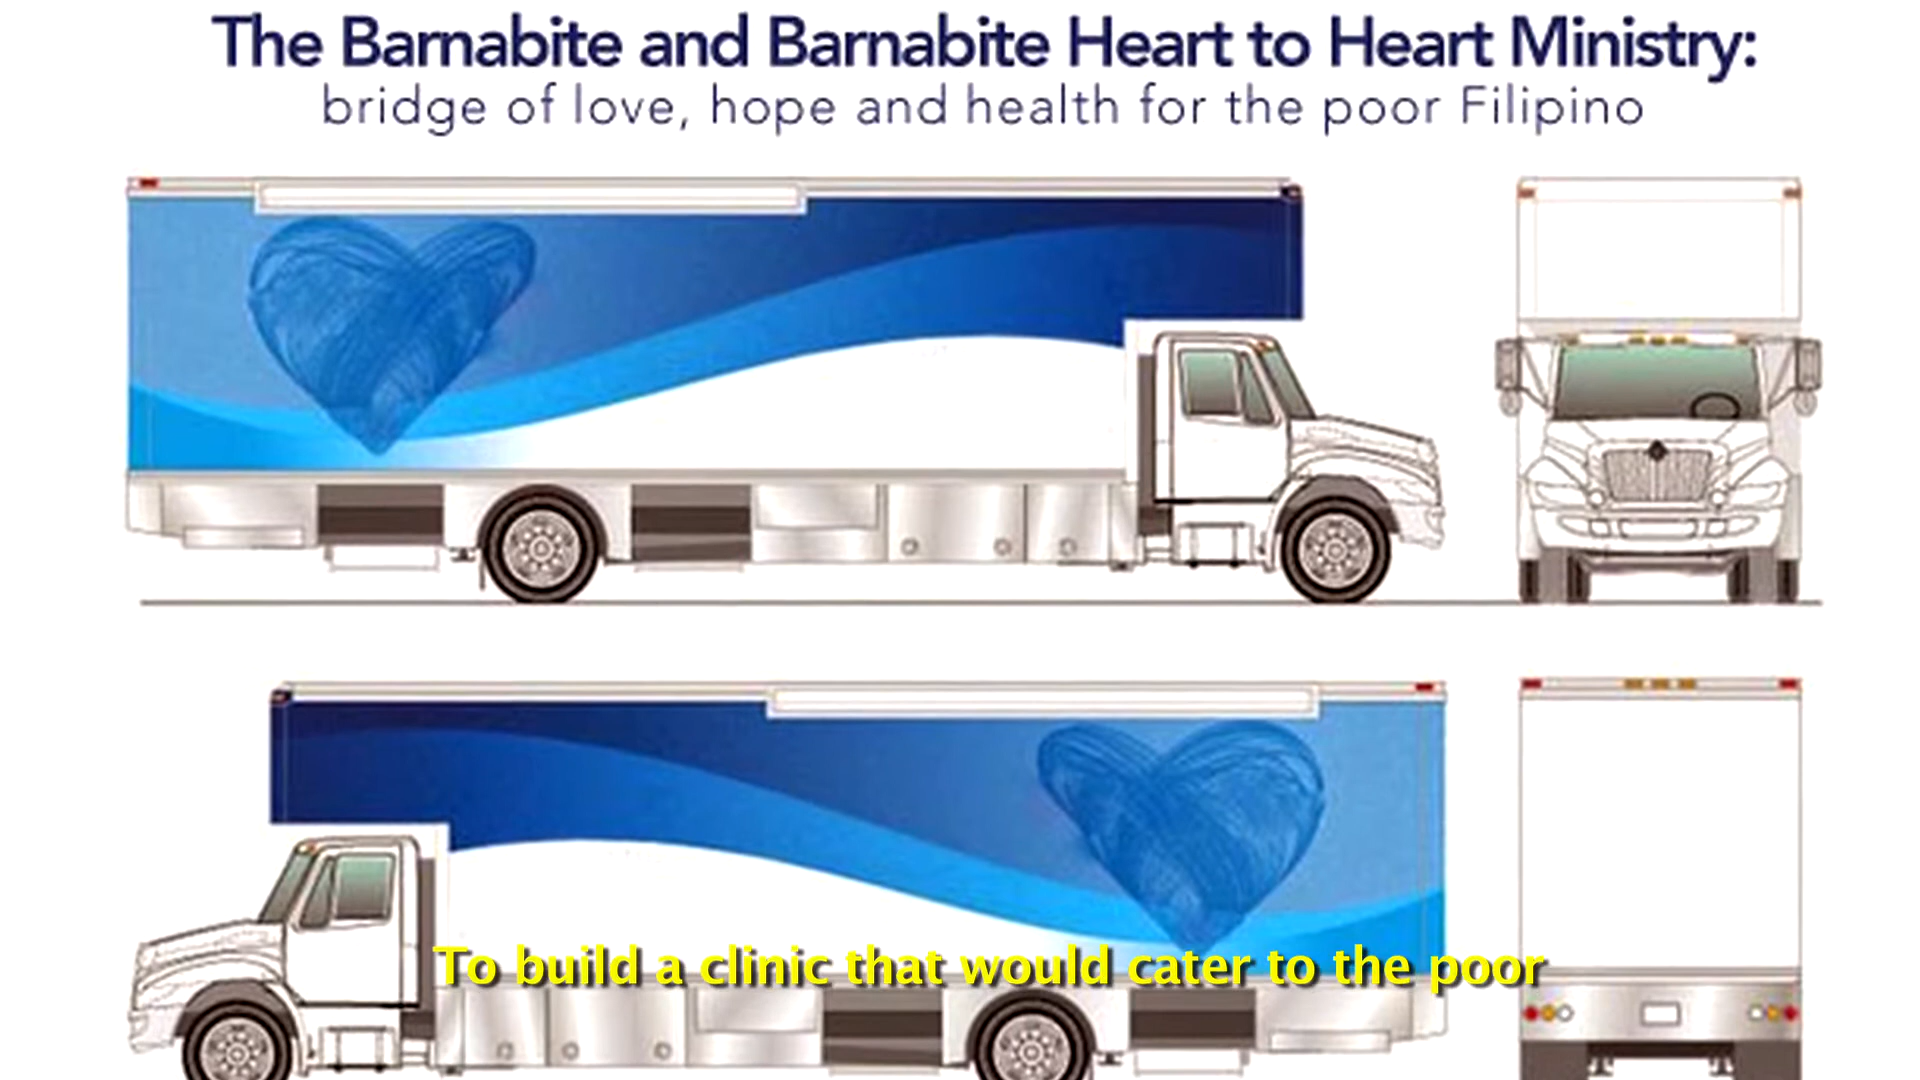 The Barnabite and Barnabite Heart to Heart Ministry:
bridge of love, hope and health for the poor Filipino
To build a clinic that would cater to the poor